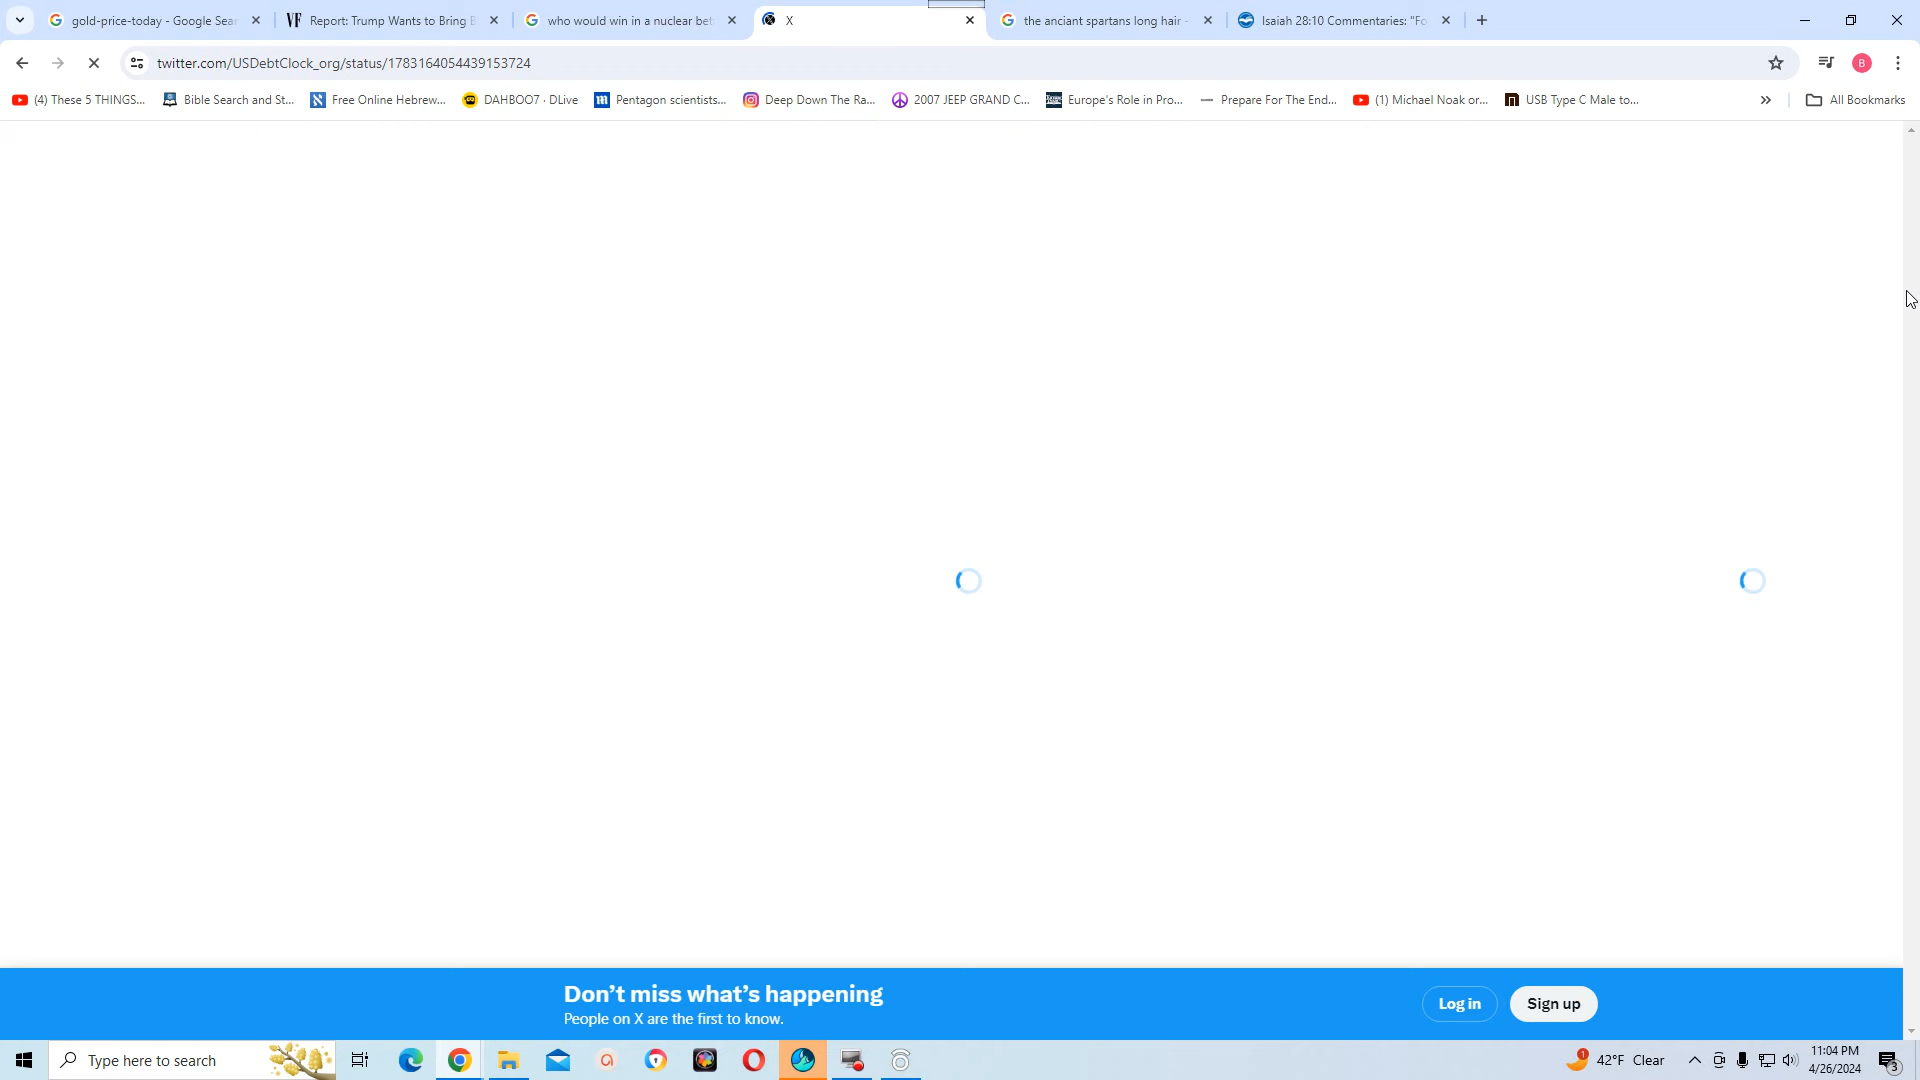 gold-price-today - Google Sear
Report: Trump Wants to Bring B
who would win in a nuclear bet
X
the anciant spartans long hair -
Isaiah 28:10 Commentaries: "Fo
twitter.com/USDebtClock_org/status/1783164054439153724
B
(4) These 5 THINGS...
Bible Search and St...
Free Online Hebrew...
DAHBOO7 · DLive
Pentagon scientists...
Deep Down The Ra...
2007 JEEP GRAND C...
Europe's Role in Pro...
Prepare For The End...
(1) Michael Noak or...
USB Type C Male to...
All Bookmarks
Don’t miss what’s happening
People on X are the first to know.
Log in
Sign up
Type here to search
1
42°F Clear
11:04 PM
4/26/2024
3